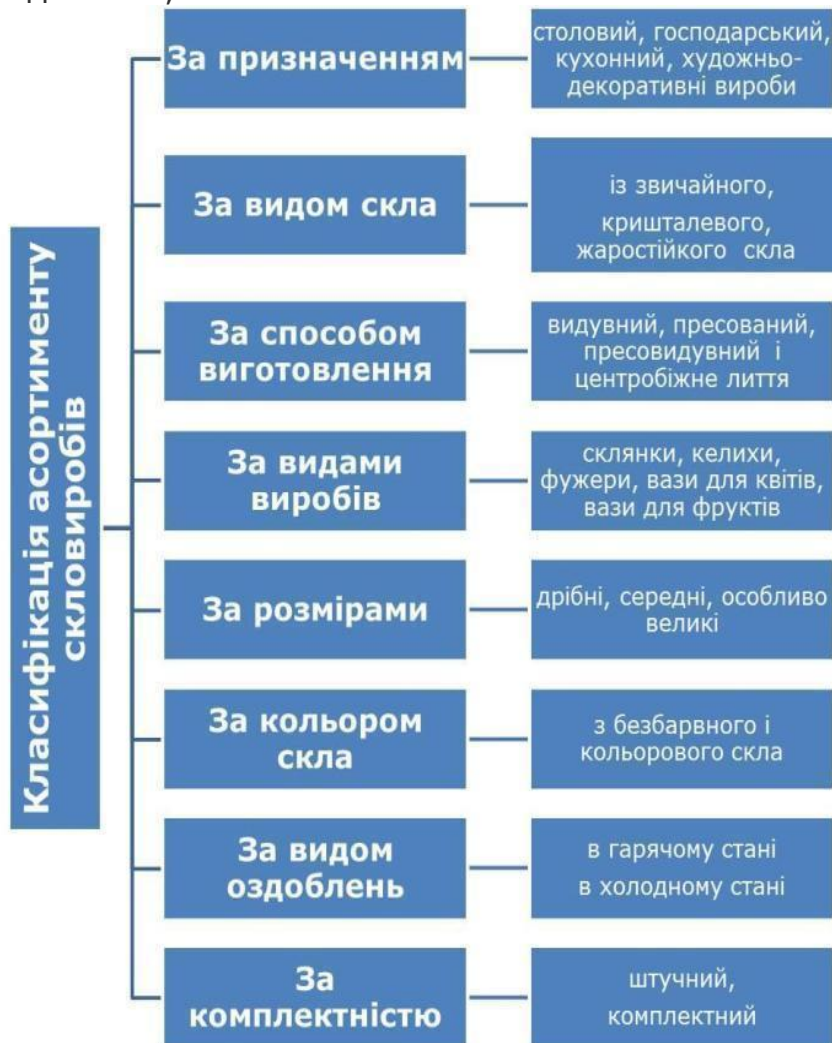 Класифікація асортименту
скловиробів
За призначенням
столовий, господарський,
кухонний, художньо-
декоративні вироби
За видом скла
із звичайного,
кришталевого,
жаростійкого скла
За способом
виготовлення
видувний, пресований,
пресовидувний і
центробіжне лиття
За видами
виробів
склянки, келихи,
фужери, вази для квітів,
вази для фруктів
За розмірами
дрібні, середні, особливо
великі
За кольором
скла
з безбарвного і
кольорового скла
За видом
оздоблень
в гарячому стані
в холодному стані
За
комплектністю
штучний,
комплектний